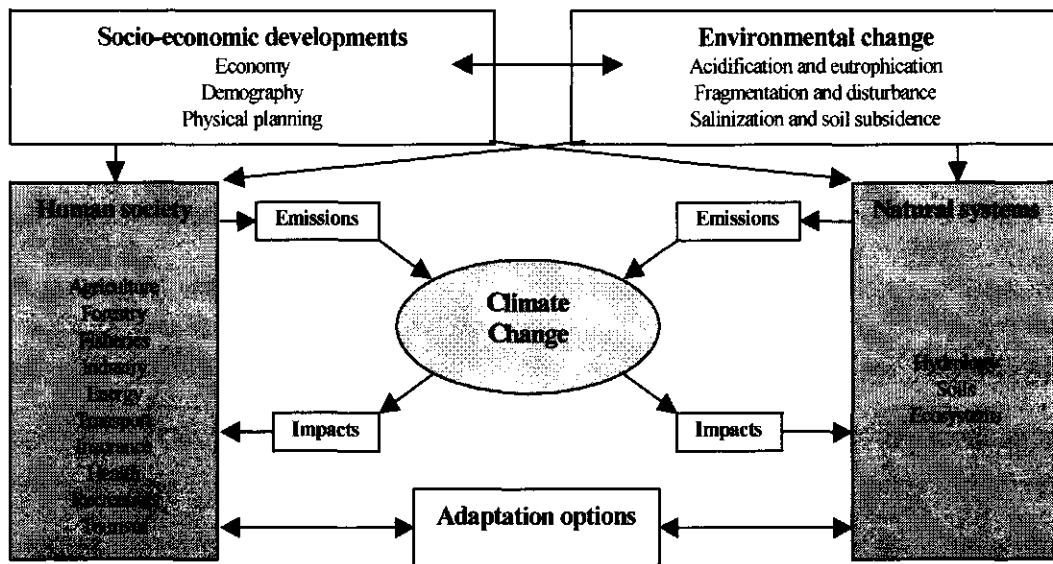 Socio-economic developments
Economy
Demography
Physical planning
Environmental change
Acidification and eutrophication
Fragmentation and disturbance
Salinization and soil subsidence
Human society
Agriculture
Forestry
Fisheries
Industry
Energy
Transport
Insurance
Health
Recreation
Tourism
Emissions
Emissions
Natural systems
Hydrology
Soils
Ecosystems
Climate
Change
Impacts
Impacts
Adaptation options